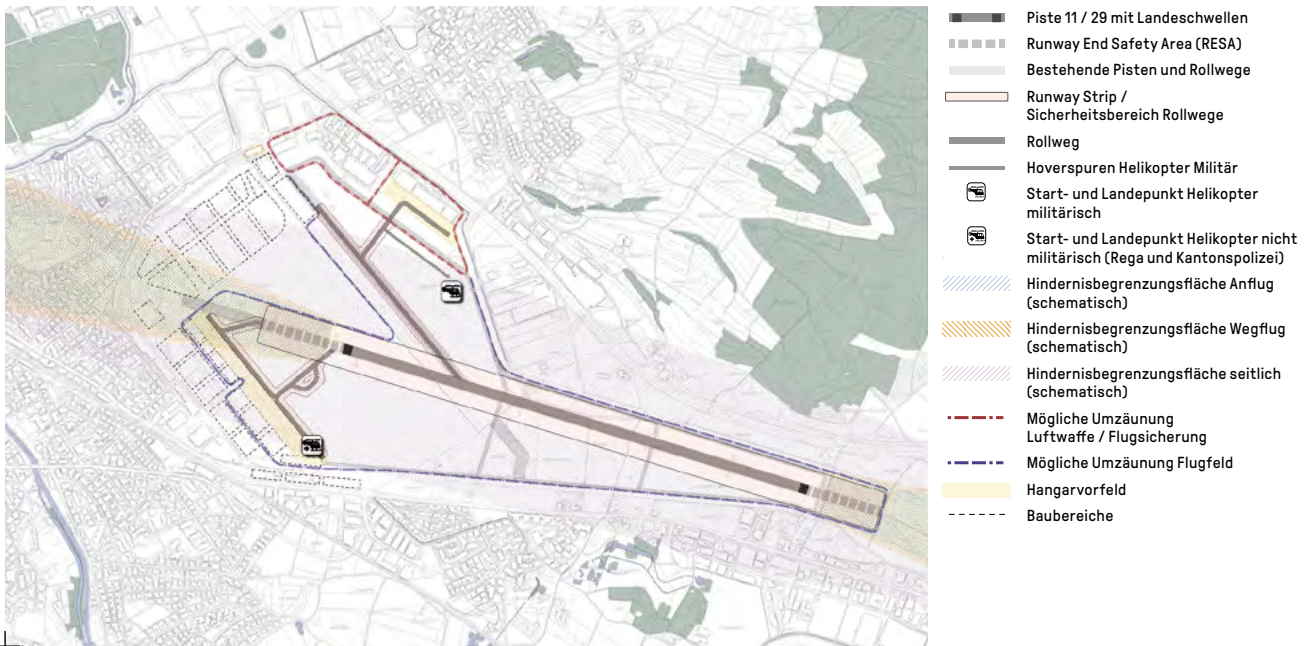 Piste 11 / 29 mit Landeschwellen
Runway End Safety Area (RESA)
Bestehende Pisten und Rollwege
Runway Strip /
Sicherheitsbereich Rollwege
Rollweg
Hoverspuren Helikopter Militär
Start- und Landepunkt Helikopter
militärisch
Start- und Landepunkt Helikopter nicht
militärisch (Rega und Kantonspolizei)
Hindernisbegrenzungsfläche Anflug
(schematisch)
Hindernisbegrenzungsfläche Wegflug
(schematisch)
Hindernisbegrenzungsfläche seitlich
(schematisch)
Mögliche Umzäunung
Luftwaffe / Flugsicherung
Mögliche Umzäunung Flugfeld
Hangarvorfeld
Baubereiche